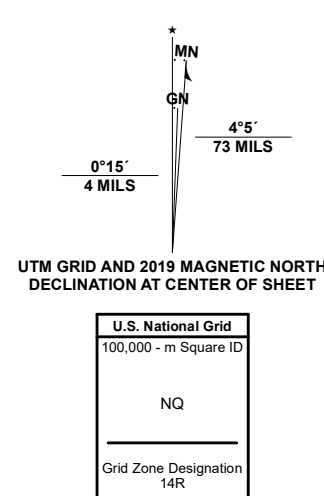 ★
MN
GN
4°5´
73 MILS
0°15´
4 MILS
UTM GRID AND 2019 MAGNETIC NORTH
DECLINATION AT CENTER OF SHEET
U.S. National Grid
100,000 - m Square ID
NQ
Grid Zone Designation
14R